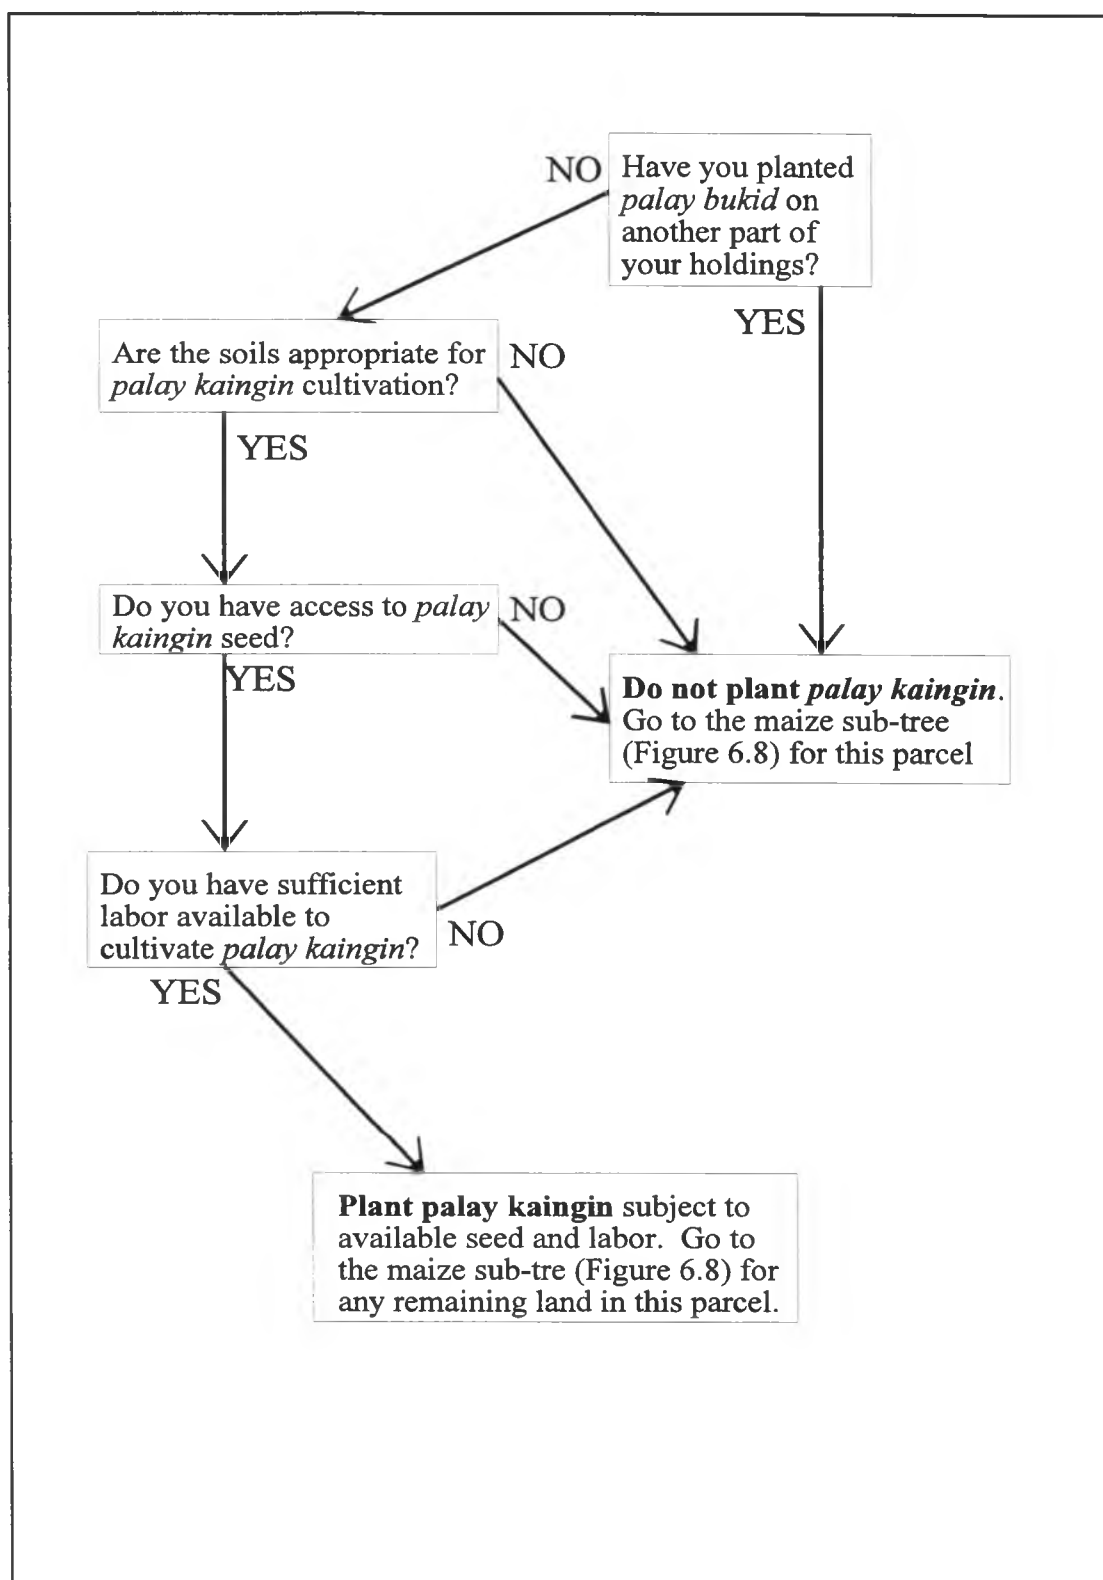 NO
Have you planted
palay bukid on
another part of
your holdings?
YES
Are the soils appropriate for
palay kaingin cultivation?
NO
YES
Do you have access to palay
kaingin seed?
NO
YES
Do not plant palay kaingin.
Go to the maize sub-tree
(Figure 6.8) for this parcel
Do you have sufficient
labor available to
cultivate palay kaingin?
NO
YES
Plant palay kaingin subject to
available seed and labor. Go to
the maize sub-tre (Figure 6.8) for
any remaining land in this parcel.